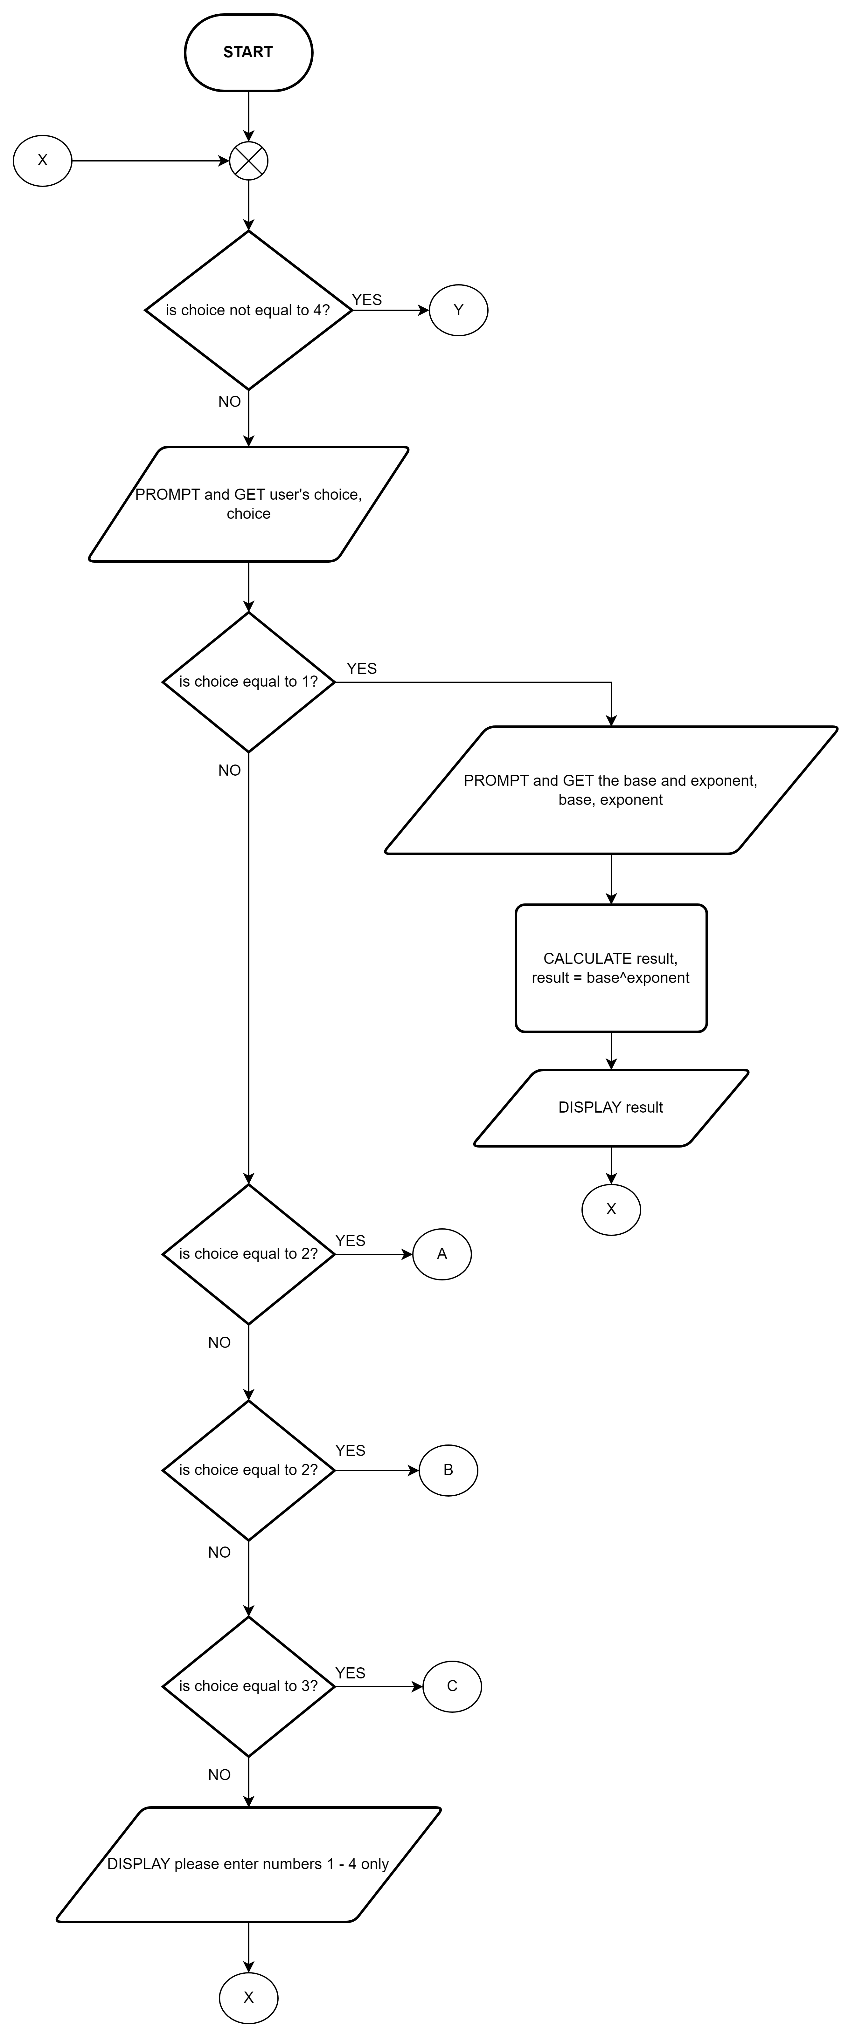 START
X
is choice not equal to 4?
YES
Y
NO
PROMPT and GET user's choice,
choice
is choice equal to 1?
YES
NO
PROMPT and GET the base and exponent,
base, exponent
CALCULATE result,
result = base^exponent
DISPLAY result
X
is choice equal to 2?
YES
A
NO
is choice equal to 2?
YES
B
NO
is choice equal to 3?
YES
C
NO
DISPLAY please enter numbers 1 - 4 only
X